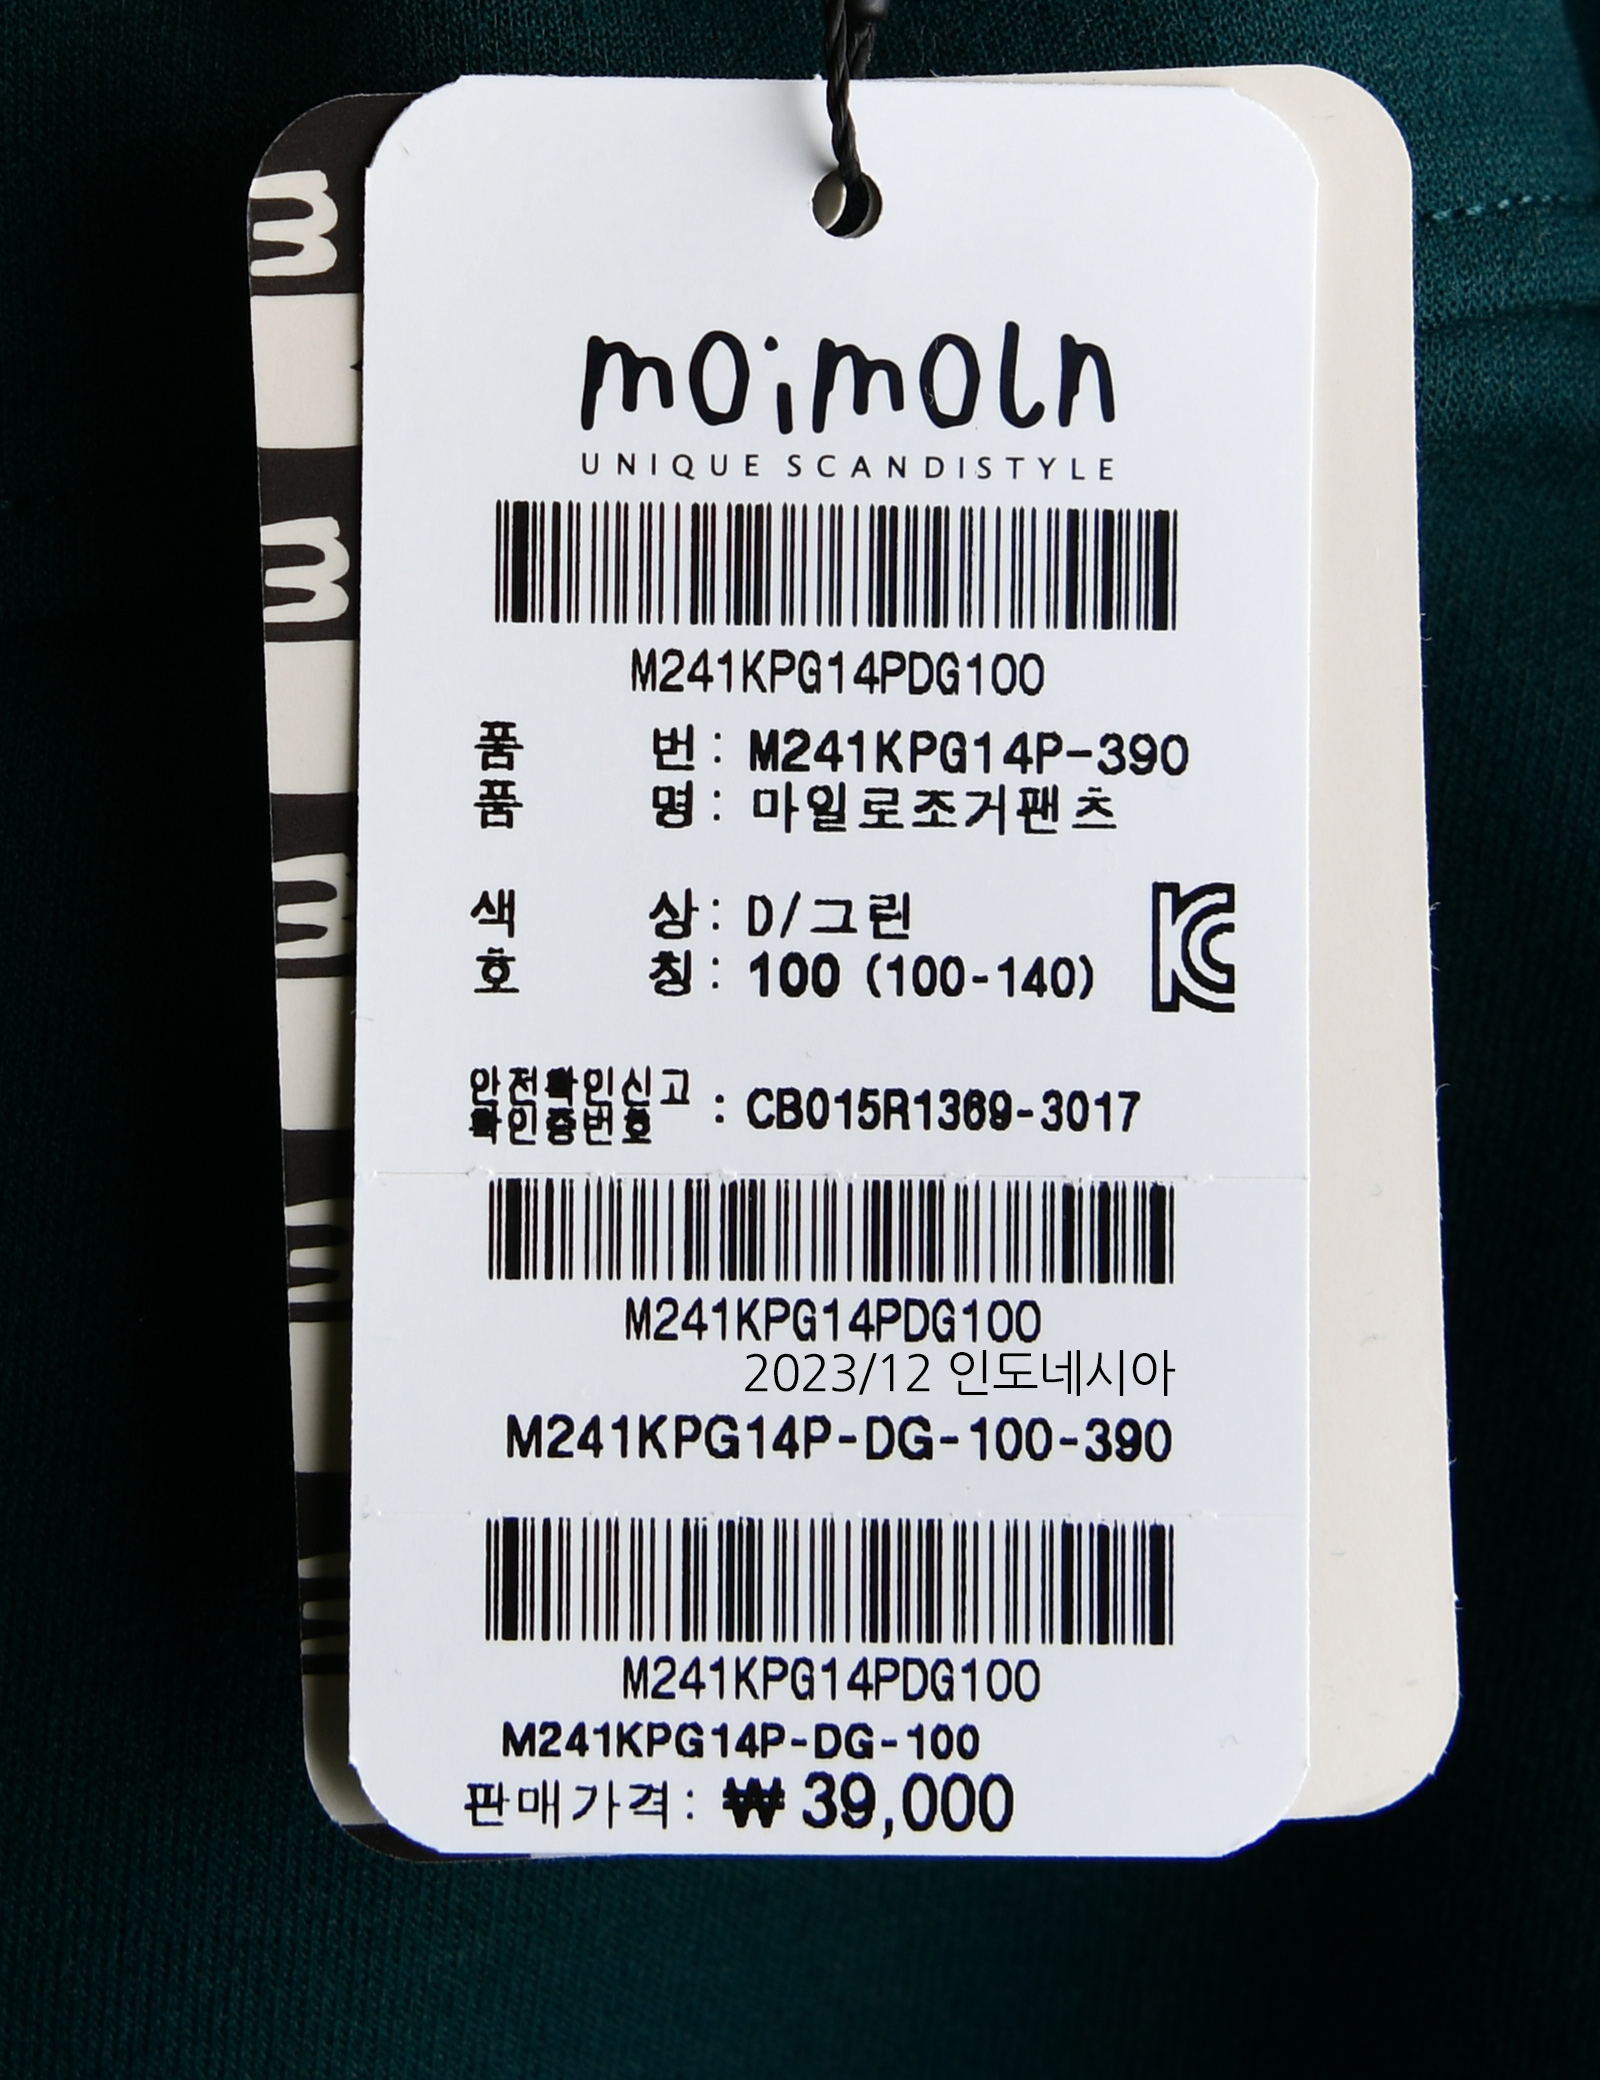 moimoln
UNIQUE SCANDISTYLE
M241KPG14PDG100
품 번 : M241KPG14P-390
품 명 : 마일로조거팬츠
색 상 : D/그린
호 칭 : 100 (100-140)
KC
안전확인신고
확인증번호 : CB015R1369-3017
M241KPG14PDG100
2023/12 인도네시아
M241KPG14P-DG-100-390
M241KPG14PDG100
M241KPG14P-DG-100
판매가격 : ₩ 39,000